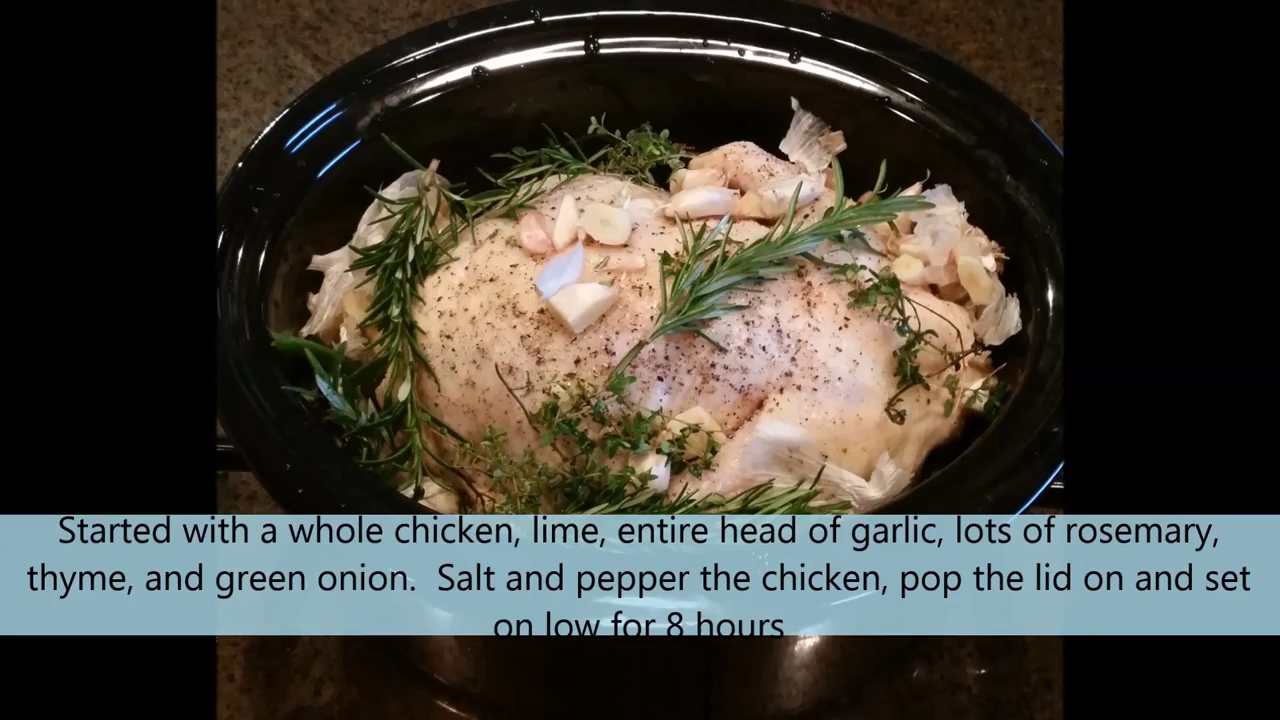 Started with a whole chicken, lime, entire head of garlic, lots of rosemary,
thyme, and green onion.  Salt and pepper the chicken, pop the lid on and set
on low for 8 hours